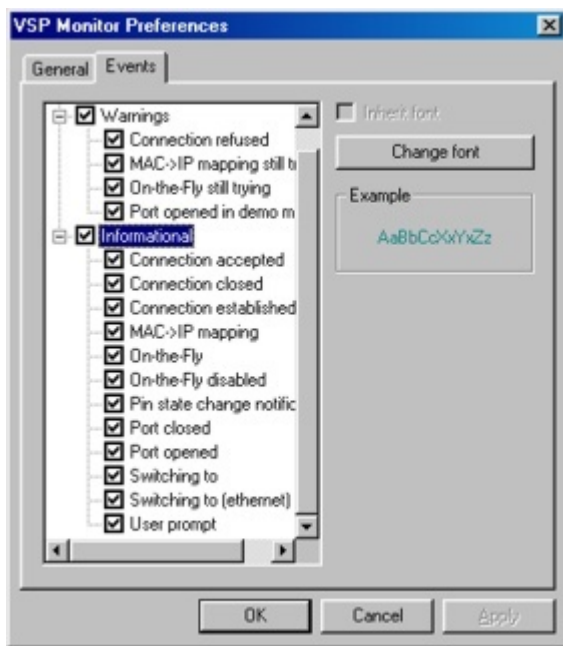 VSP Monitor Preferences
General
Events
Warnings
Connection refused
MAC->IP mapping still t
On-the-Fly still trying
Port opened in demo m
Informational
Connection accepted
Connection closed
Connection established
MAC->IP mapping
On-the-Fly
On-the-Fly disabled
Pin state change notific
Port closed
Port opened
Switching to
Switching to (ethernet)
User prompt
Inherit font
Change font
Example
AaBbCcXxYxZz
OK
Cancel
Apply